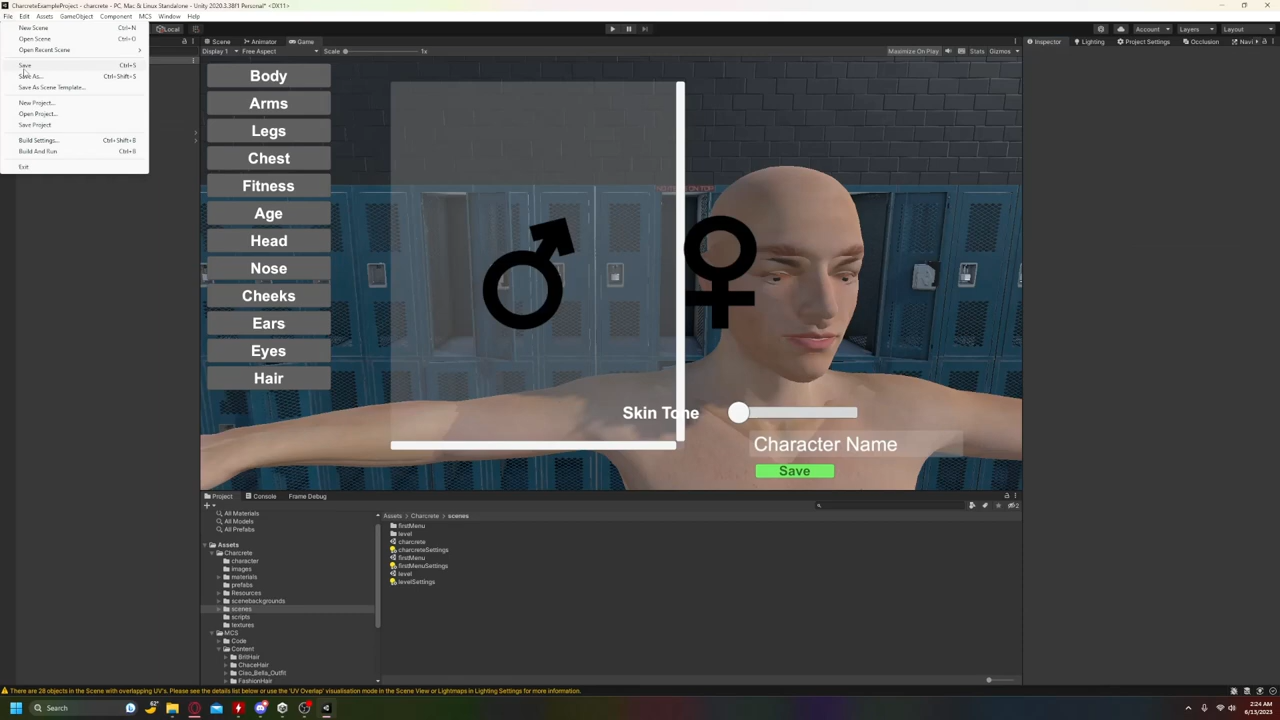 CharcreteExampleProject - charcrete - PC, Mac & Linux Standalone - Unity 2020.3.38f1 Personal* <DX11>
File Edit Assets GameObject Component MCS Window Help
New Scene Ctrl+N
Open Scene Ctrl+O
Open Recent Scene
Save Ctrl+S
Save As... Ctrl+Shift+S
Save As Scene Template...
New Project...
Open Project...
Save Project
Build Settings... Ctrl+Shift+B
Build And Run Ctrl+B
Exit
Local
Account Layers Layout
Scene Animator Game
Display 1 Free Aspect Scale 1x
Maximize On Play Stats Gizmos
Inspector Lighting Project Settings Occlusion Navi
Body
Arms
Legs
Chest
Fitness
Age
Head
Nose
Cheeks
Ears
Eyes
Hair
Skin Tone
Character Name
Save
Project Console Frame Debug
All Materials
All Models
All Prefabs
Assets
Charcrete
character
images
materials
prefabs
Resources
scenebackgrounds
scenes
scripts
textures
MCS
Code
Content
BritHair
ChaceHair
Ciao_Bella_Outfit
FashionHair
Assets Charcrete scenes
firstMenu
level
charcrete
charcreteSettings
firstMenu
firstMenuSettings
level
levelSettings
2
There are 28 objects in the Scene with overlapping UV's. Please see the details list below or use the 'UV Overlap' visualisation mode in the Scene View or Lightmaps in Lighting Settings for more information.
62°
Search
2:24 AM
6/13/2023